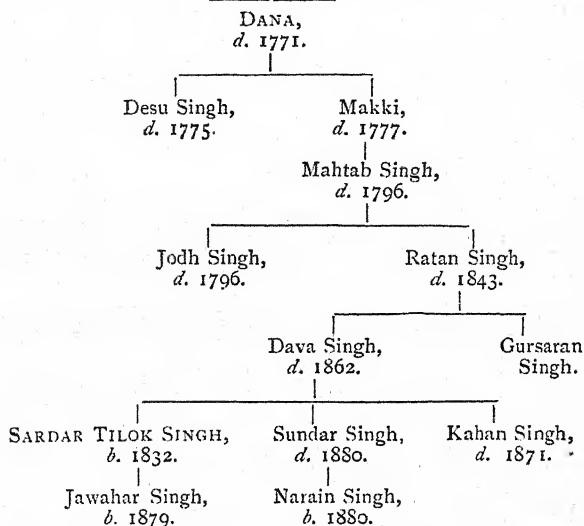 DANA,
d. 1771.
Desu Singh, Makki,
d. 1775. d. 1777.
Mahtab Singh,
d. 1796.
Jodh Singh, Ratan Singh,
d. 1796. d. 1843.
Dava Singh, Gursaran
d. 1862. Singh.
SARDAR TILOK SINGH, Sundar Singh, Kahan Singh,
b. 1832. d. 1880. d. 1871.
Jawahar Singh, Narain Singh,
b. 1879. b. 1880.